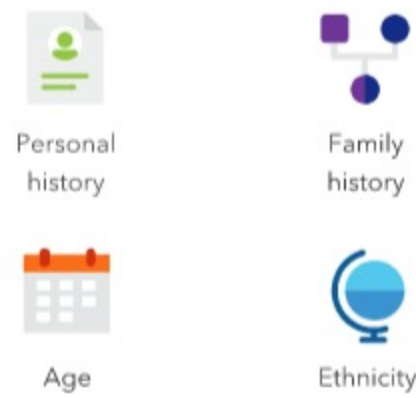 Personal
history
Family
history
Age
Ethnicity